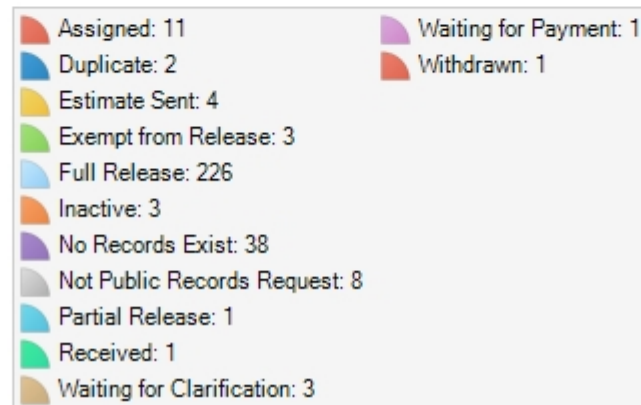 Assigned: 11
Duplicate: 2
Estimate Sent: 4
Exempt from Release: 3
Full Release: 226
Inactive: 3
No Records Exist: 38
Not Public Records Request: 8
Partial Release: 1
Received: 1
Waiting for Clarification: 3
Waiting for Payment: 1
Withdrawn: 1